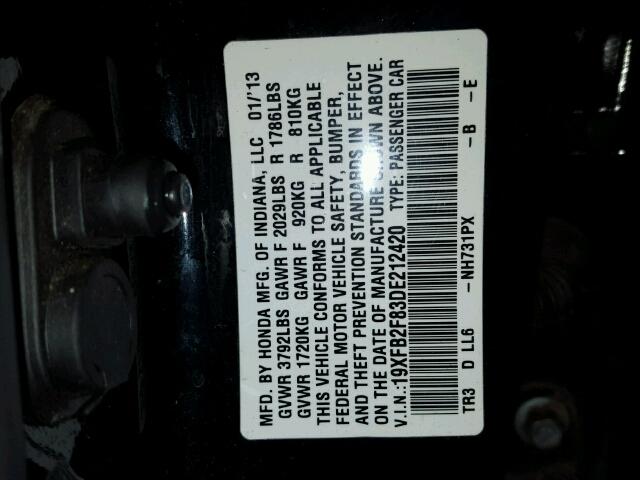 MFD. BY HONDA MFG. OF INDIANA, LLC 01/'13
GVWR 3792LBS GAWR F 2029LBS R 1786LBS
GVWR 1720KG GAWR F 920KG R 810KG
THIS VEHICLE CONFORMS TO ALL APPLICABLE
FEDERAL MOTOR VEHICLE SAFETY, BUMPER,
AND THEFT PREVENTION STANDARDS IN EFFECT
ON THE DATE OF MANUFACTURE SHOWN ABOVE.
V.I.N.:19XFB2F83DE212420 TYPE: PASSENGER CAR
TR3 D LL6 -NH731PX -B -E